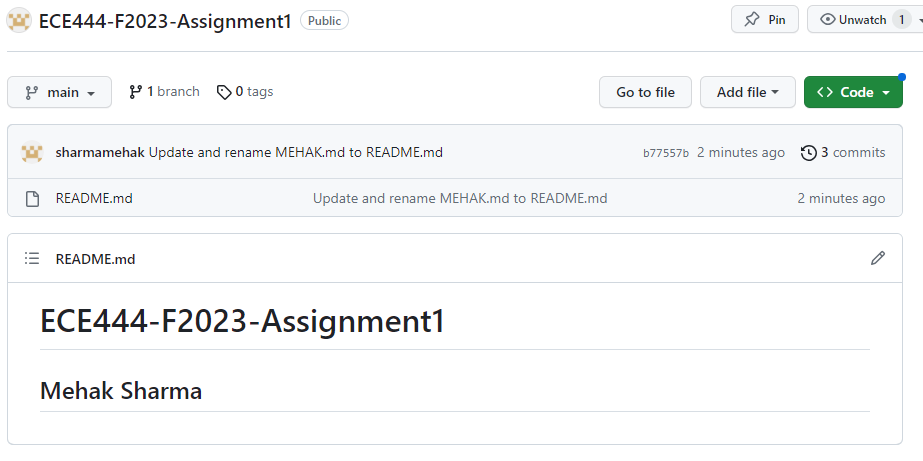 ECE444-F2023-Assignment1 Public Pin Unwatch 1
main 1 branch 0 tags Go to file Add file Code
sharmamehak Update and rename MEHAK.md to README.md b77557b 2 minutes ago 3 commits
README.md Update and rename MEHAK.md to README.md 2 minutes ago
README.md
ECE444-F2023-Assignment1
Mehak Sharma